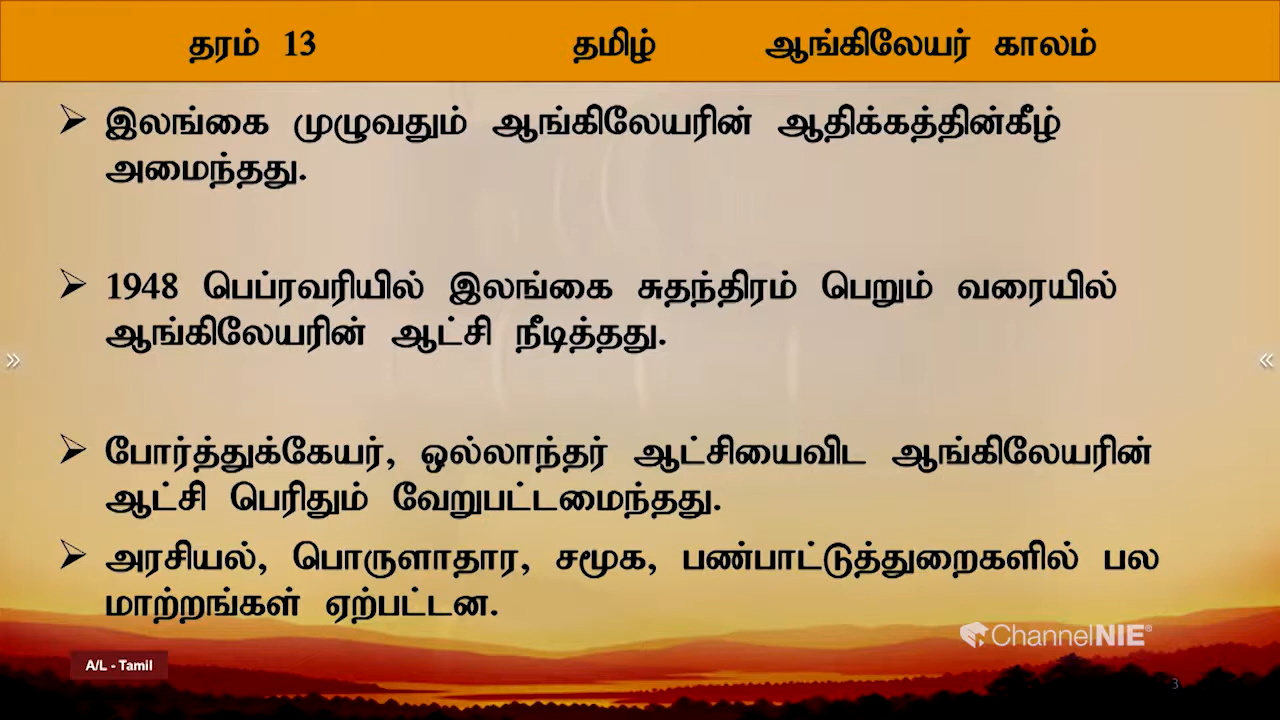 தரம் 13 தமிழ் ஆங்கிலேயர் காலம்
➢ இலங்கை முழுவதும் ஆங்கிலேயரின் ஆதிக்கத்தின்கீழ்
அமைந்தது.
➢ 1948 பெப்ரவரியில் இலங்கை சுதந்திரம் பெறும் வரையில்
ஆங்கிலேயரின் ஆட்சி நீடித்தது.
➢ போர்த்துக்கேயர், ஒல்லாந்தர் ஆட்சியைவிட ஆங்கிலேயரின்
ஆட்சி பெரிதும் வேறுபட்டமைந்தது.
➢ அரசியல், பொருளாதார, சமூக, பண்பாட்டுத்துறைகளில் பல
மாற்றங்கள் ஏற்பட்டன.
ChannelNIE®
A/L - Tamil
3